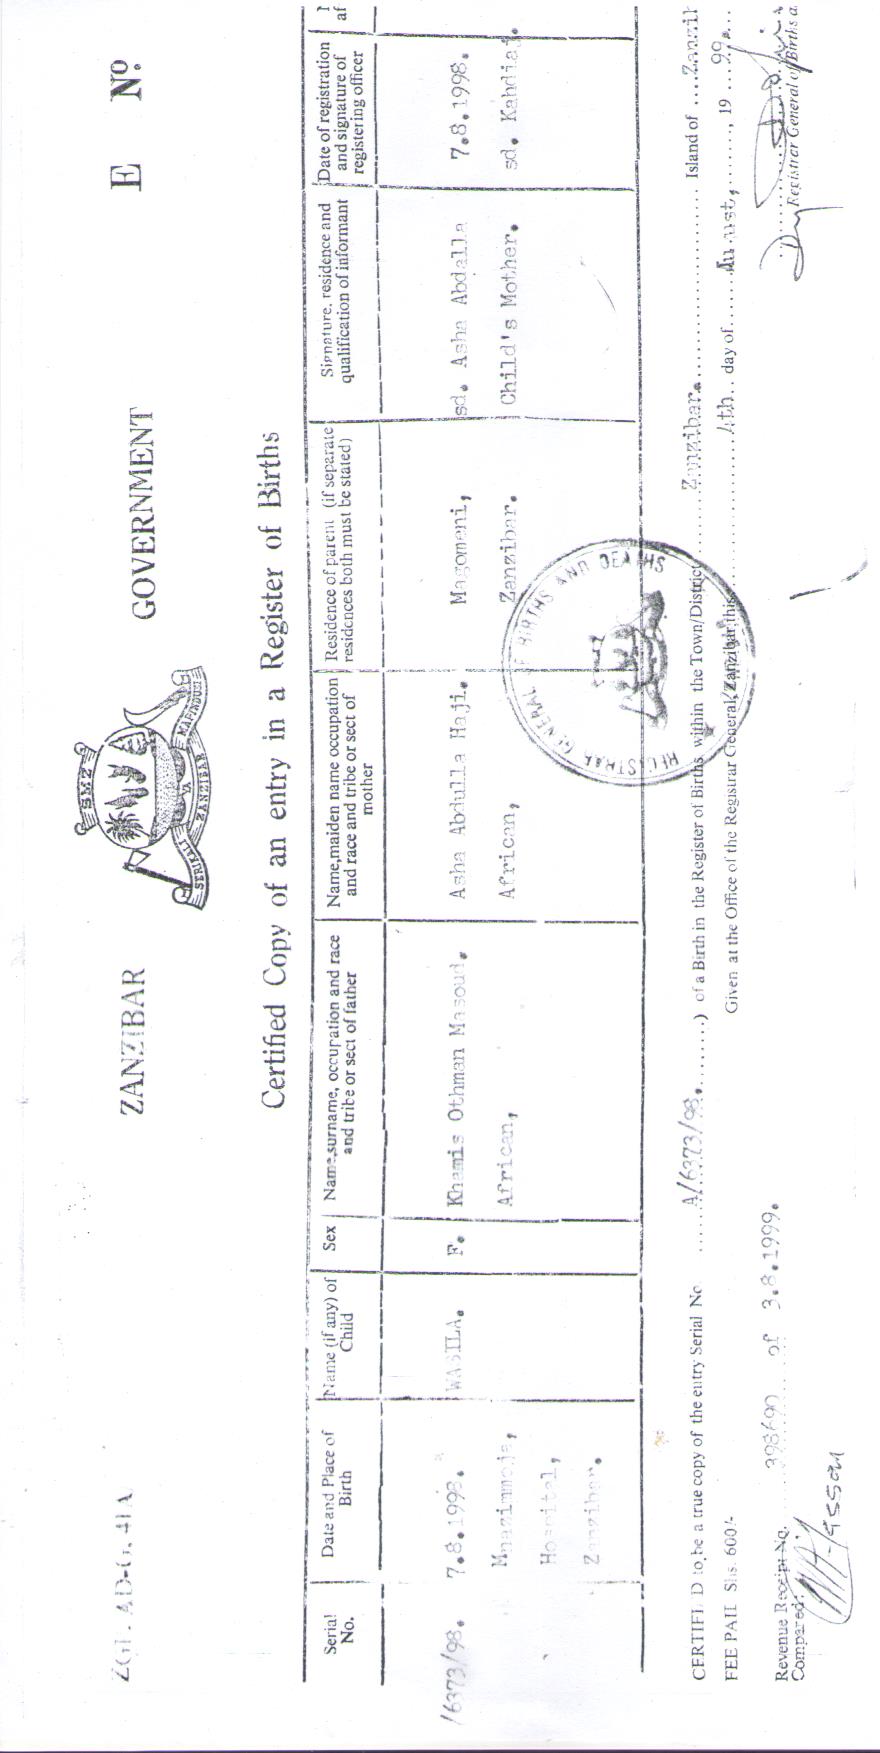 ZANZIBAR GOVERNMENT E Nº
SMZ
SERIKALI YA MAPINDUZI
ZANZIBAR
Certified Copy of an entry in a Register of Births
Serial No.
Date and Place of Birth
Name (if any) of Child
Sex
Name, surname, occupation and race and tribe or sect of father
Name, maiden name occupation and race and tribe or sect of mother
Residence of parent (if separate residences both must be stated)
Signature, residence and qualification of informant
Date of registration and signature of registering officer
af
/6373/98.
7.8.1998.
Mnazimmoja,
Hospital,
Zanzibar.
WASILA.
F.
Khamis Othman Masoud.
African,
Asha Abdulla Haji.
African,
Magomeni,
Zanzibar.
sd. Asha Abdalla
Child's Mother.
7.8.1998.
sd. Kahdija.
REGISTRAR GENERAL OF BIRTHS AND DEATHS
CERTIFIED to be a true copy of the entry Serial No ......A/6373/98.........) of a Birth in the Register of Births within the Town/District ......Zanzibar........................ Island of ....Zanzi
FEE PAID Shs. 600/- Given at the Office of the Registrar General, Zanzibar, this ................4th.. day of.......August,......., 19 ...99....
Revenue Receipt No. 398690 of 3.8.1999.
Compared:
Dy Registrar General of Births a